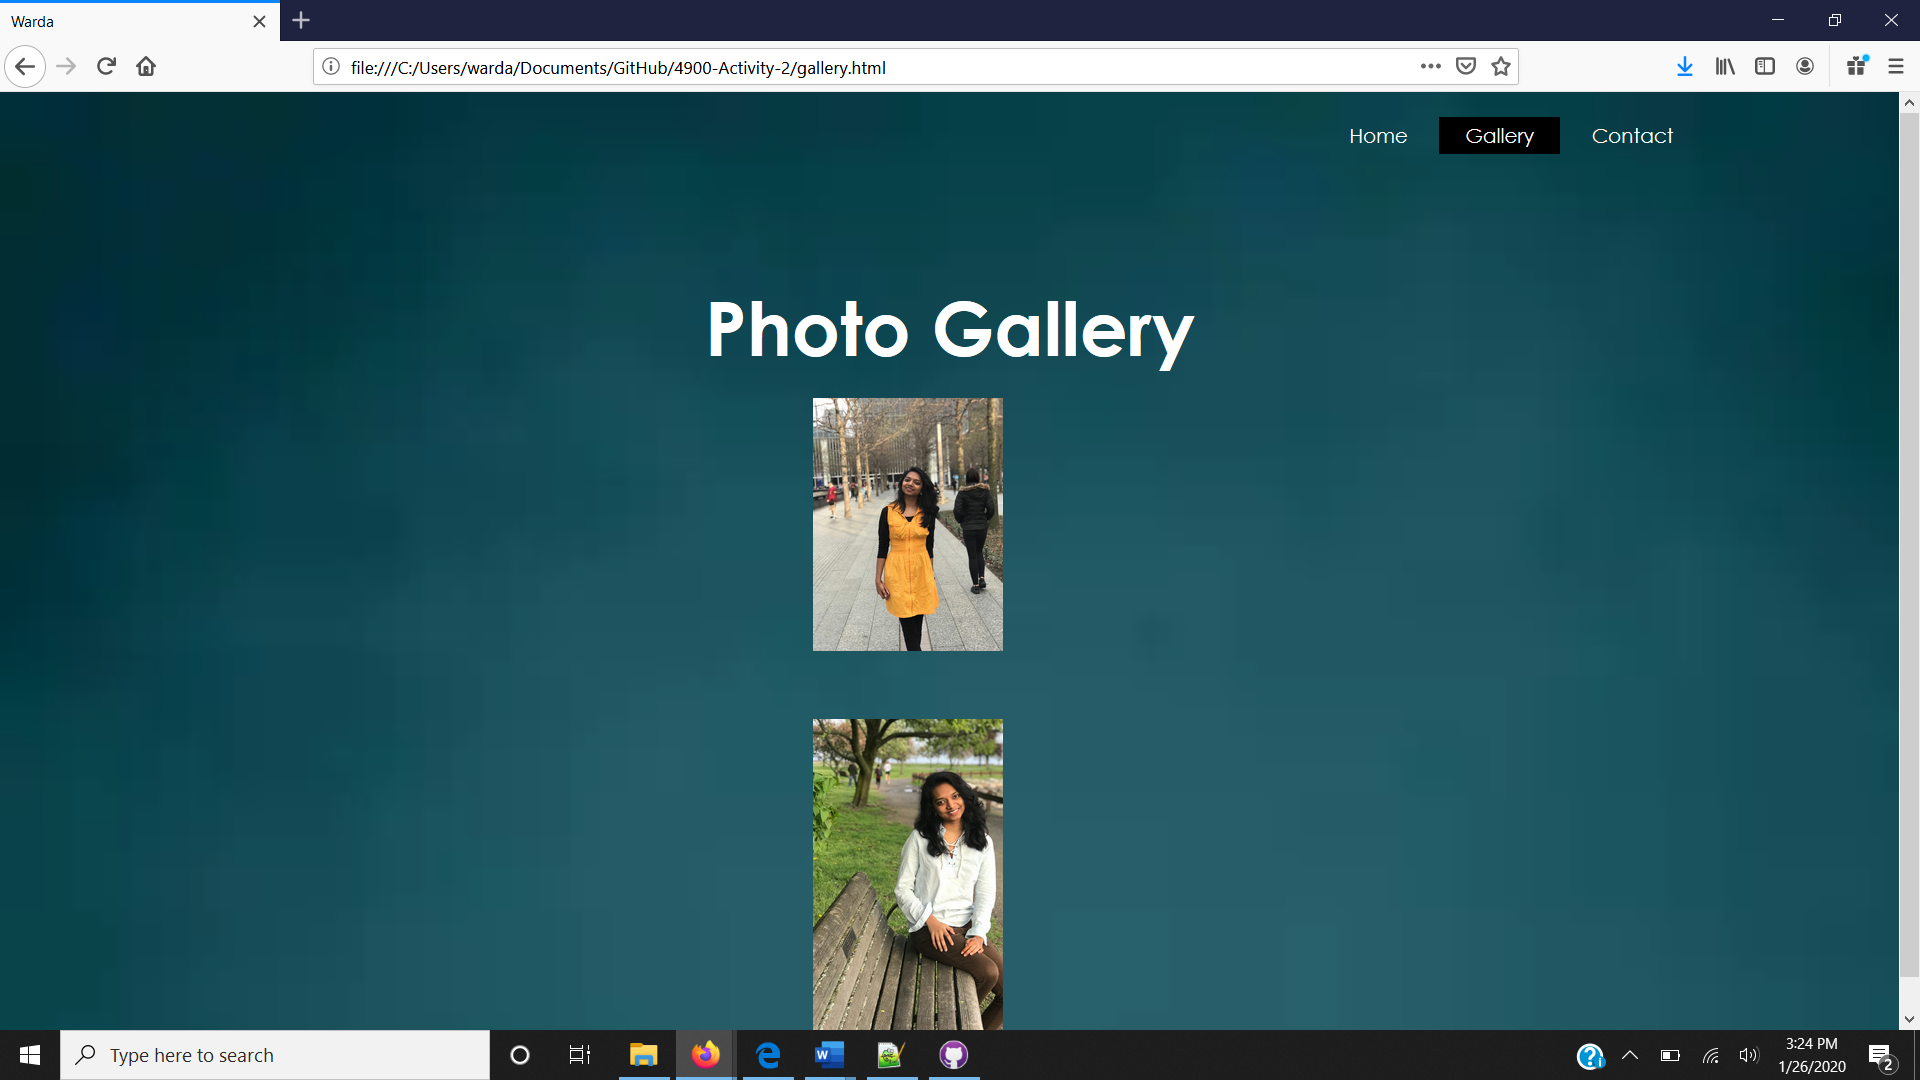 Warda
file:///C:/Users/warda/Documents/GitHub/4900-Activity-2/gallery.html
Home Gallery Contact
Photo Gallery
Type here to search
3:24 PM
1/26/2020
2